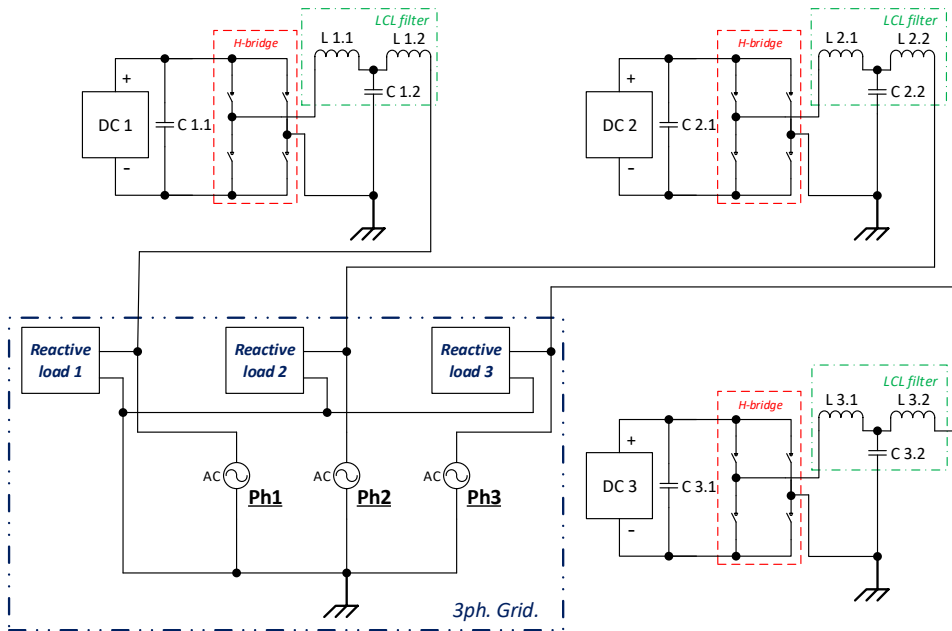 LCL filter
H-bridge
L 1.1
L 1.2
+
DC 1
C 1.1
C 1.2
-
LCL filter
H-bridge
L 2.1
L 2.2
+
DC 2
C 2.1
C 2.2
-
Reactive
load 1
Reactive
load 2
Reactive
load 3
AC
Ph1
AC
Ph2
AC
Ph3
3ph. Grid.
LCL filter
H-bridge
L 3.1
L 3.2
+
DC 3
C 3.1
C 3.2
-